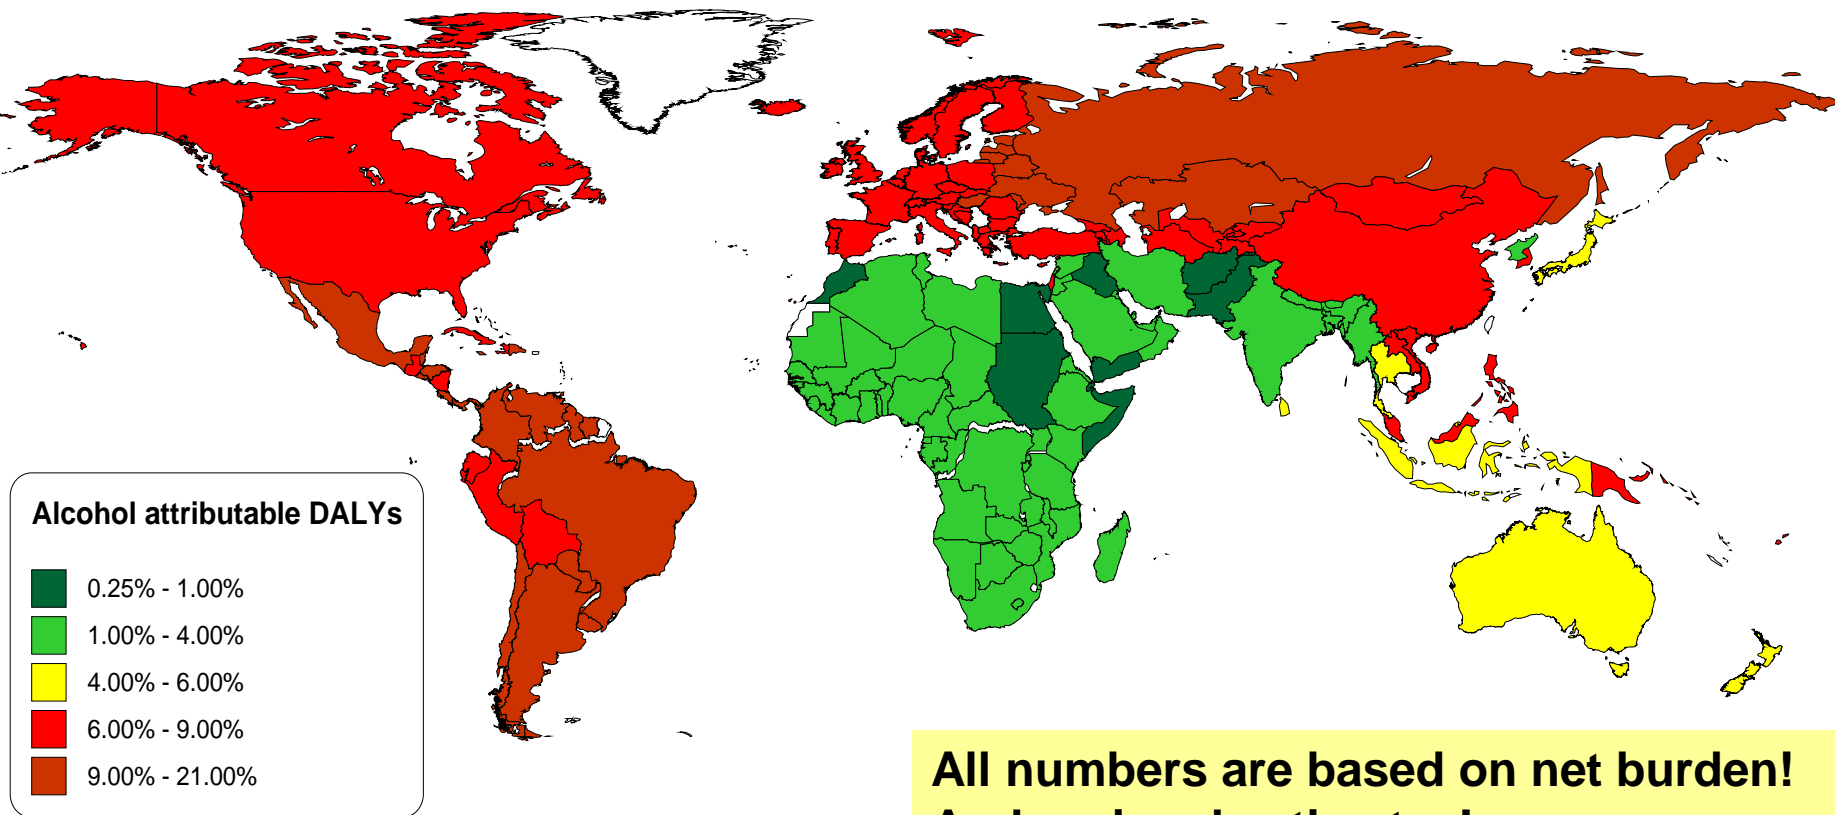 Alcohol attributable DALYs
0.25% - 1.00%
1.00% - 4.00%
4.00% - 6.00%
6.00% - 9.00%
9.00% - 21.00%
All numbers are based on net burden!